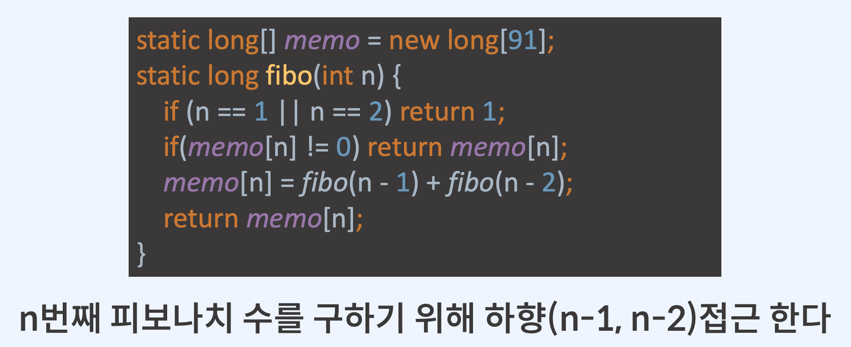 static long[] memo = new long[91];
static long fibo(int n) {
if (n == 1 || n == 2) return 1;
if(memo[n] != 0) return memo[n];
memo[n] = fibo(n - 1) + fibo(n - 2);
return memo[n];
}
n번째 피보나치 수를 구하기 위해 하향(n-1, n-2)접근 한다